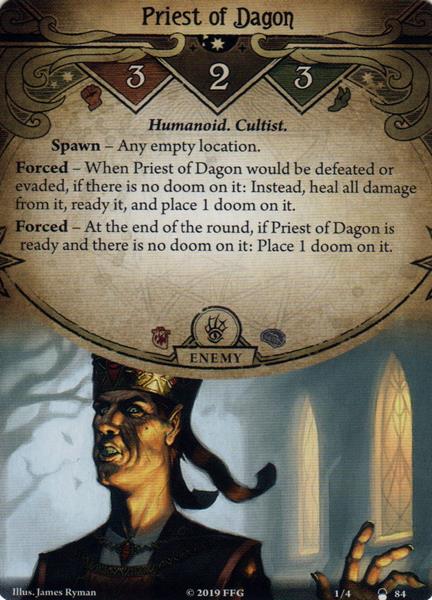 Priest of Dagon
3 2 3
Humanoid. Cultist.
Spawn – Any empty location.
Forced – When Priest of Dagon would be defeated or
evaded, if there is no doom on it: Instead, heal all damage
from it, ready it, and place 1 doom on it.
Forced – At the end of the round, if Priest of Dagon is
ready and there is no doom on it: Place 1 doom on it.
ENEMY
Illus. James Ryman © 2019 FFG 1/4 84